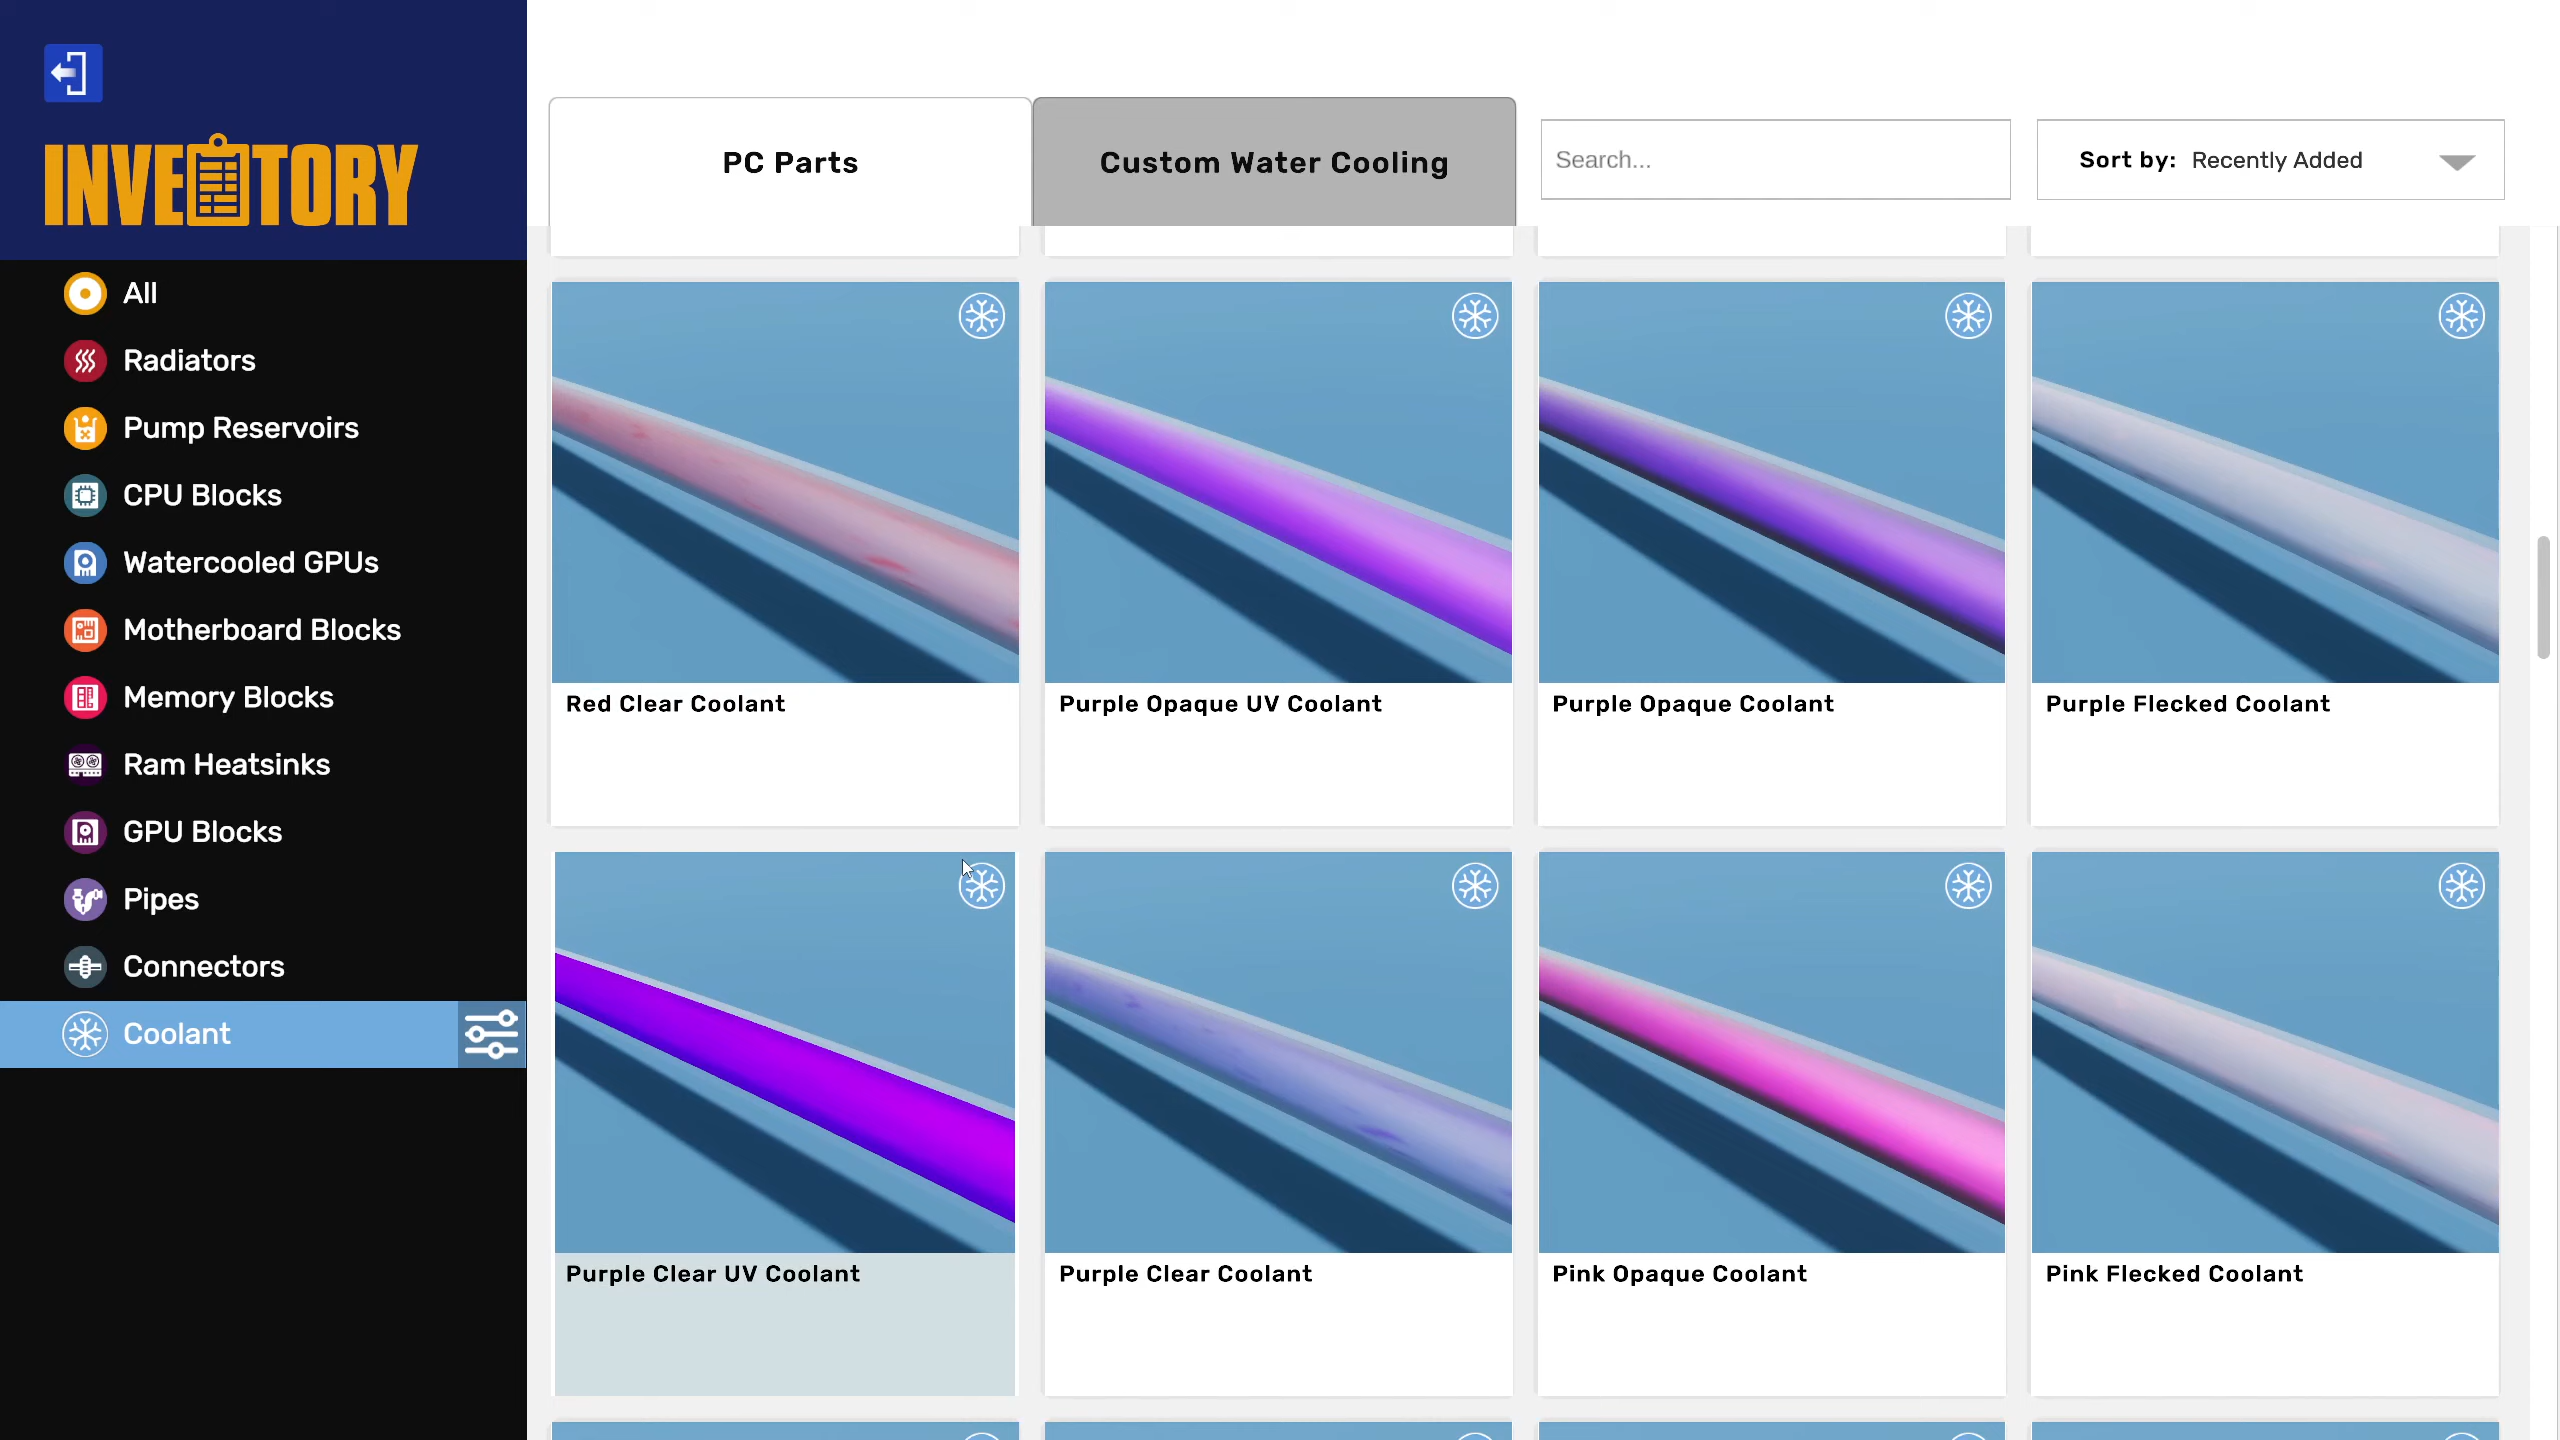 INVENTORY
All
Radiators
Pump Reservoirs
CPU Blocks
Watercooled GPUs
Motherboard Blocks
Memory Blocks
Ram Heatsinks
GPU Blocks
Pipes
Connectors
Coolant
PC Parts
Custom Water Cooling
Search...
Sort by: Recently Added
Red Clear Coolant
Purple Opaque UV Coolant
Purple Opaque Coolant
Purple Flecked Coolant
Purple Clear UV Coolant
Purple Clear Coolant
Pink Opaque Coolant
Pink Flecked Coolant